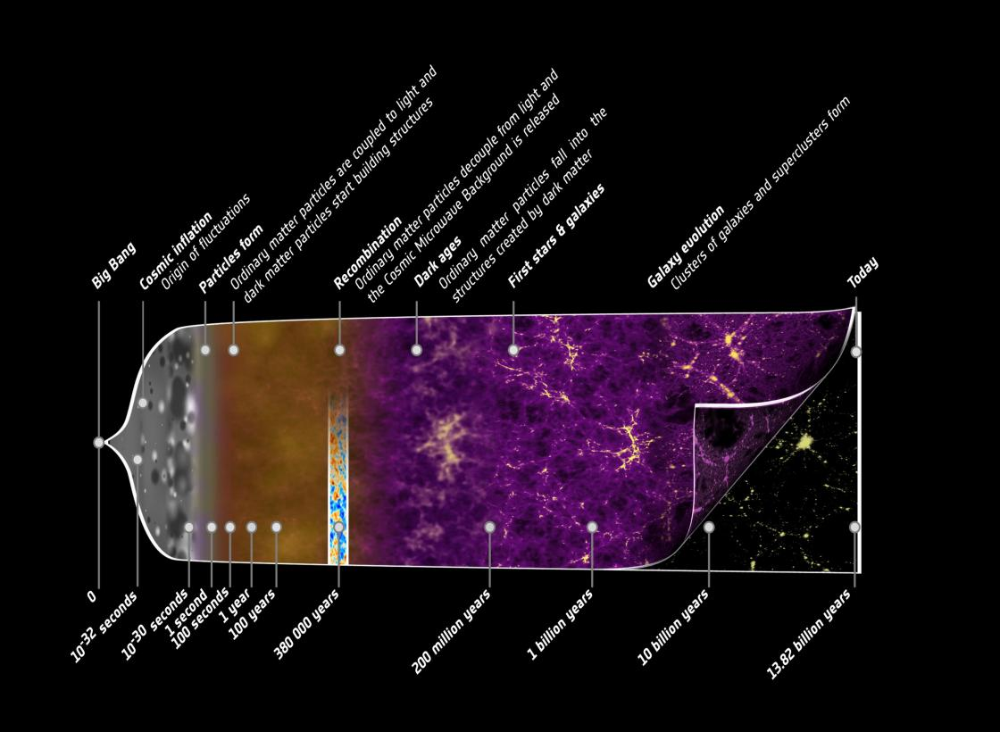 Big Bang
Cosmic inflation
Origin of fluctuations
Particles form
Ordinary matter particles are coupled to light and
dark matter particles start building structures
Recombination
Ordinary matter particles decouple from light and
the Cosmic Microwave Background is released
Dark ages
Ordinary matter particles fall into the
structures created by dark matter
First stars & galaxies
Galaxy evolution
Clusters of galaxies and superclusters form
Today
0
10-32 seconds
10-30 seconds
1 second
100 seconds
1 year
100 years
380 000 years
200 million years
1 billion years
10 billion years
13.82 billion years